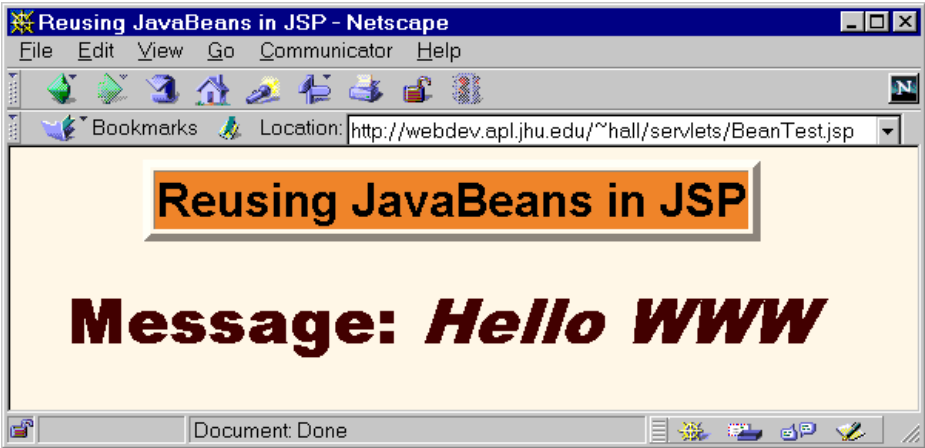 Reusing JavaBeans in JSP - Netscape
File Edit View Go Communicator Help
N
Bookmarks Location: http://webdev.apl.jhu.edu/~hall/servlets/BeanTest.jsp
Reusing JavaBeans in JSP
Message: Hello WWW
Document: Done